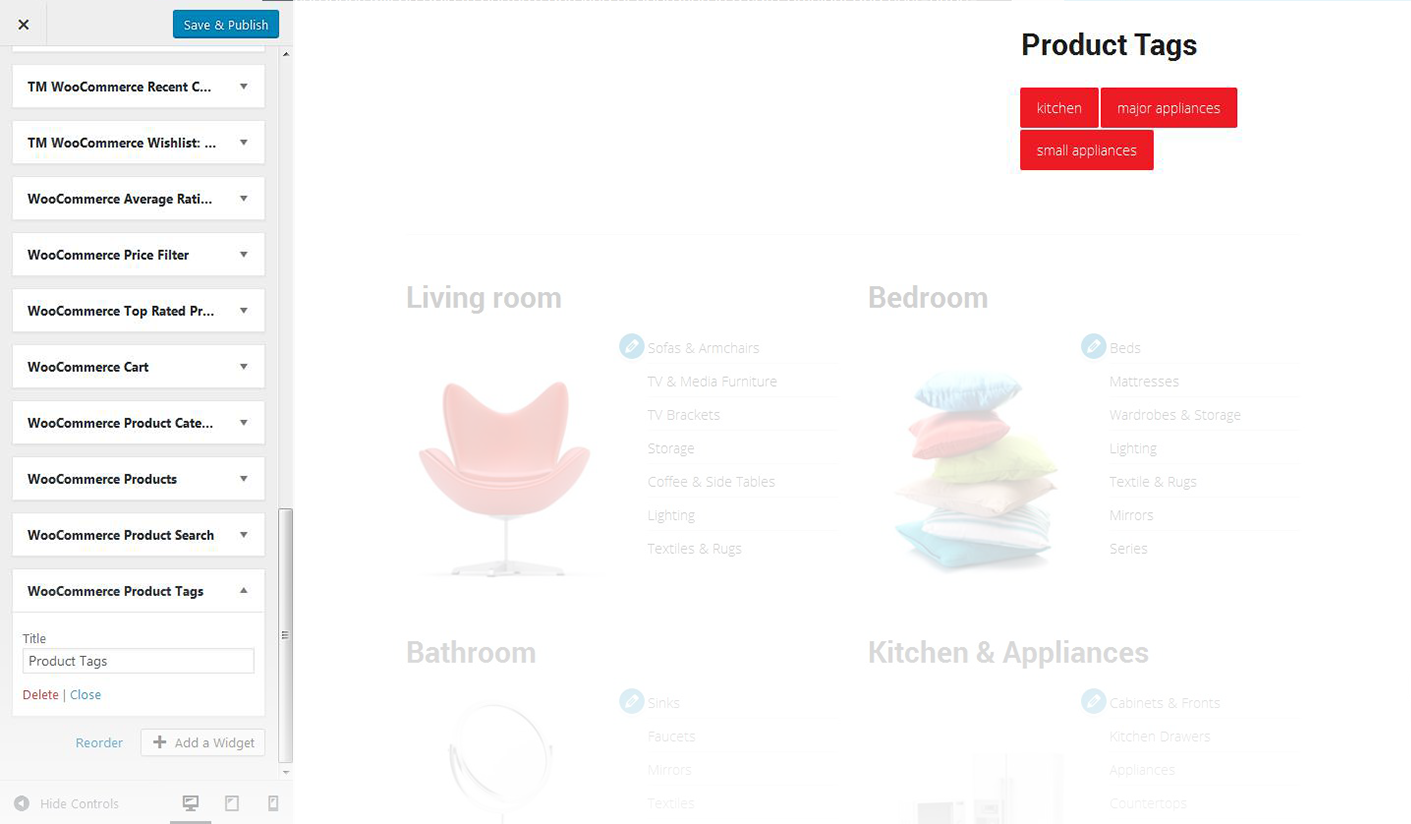 Save & Publish
TM WooCommerce Recent C...
TM WooCommerce Wishlist: ...
WooCommerce Average Rati...
WooCommerce Price Filter
WooCommerce Top Rated Pr...
WooCommerce Cart
WooCommerce Product Cate...
WooCommerce Products
WooCommerce Product Search
WooCommerce Product Tags
Title
Product Tags
Delete | Close
Reorder
Add a Widget
Hide Controls
Product Tags
kitchen
major appliances
small appliances
Living room
Sofas & Armchairs
TV & Media Furniture
TV Brackets
Storage
Coffee & Side Tables
Lighting
Textiles & Rugs
Bedroom
Beds
Mattresses
Wardrobes & Storage
Lighting
Textile & Rugs
Mirrors
Series
Bathroom
Sinks
Faucets
Mirrors
Textiles
Kitchen & Appliances
Cabinets & Fronts
Kitchen Drawers
Appliances
Countertops